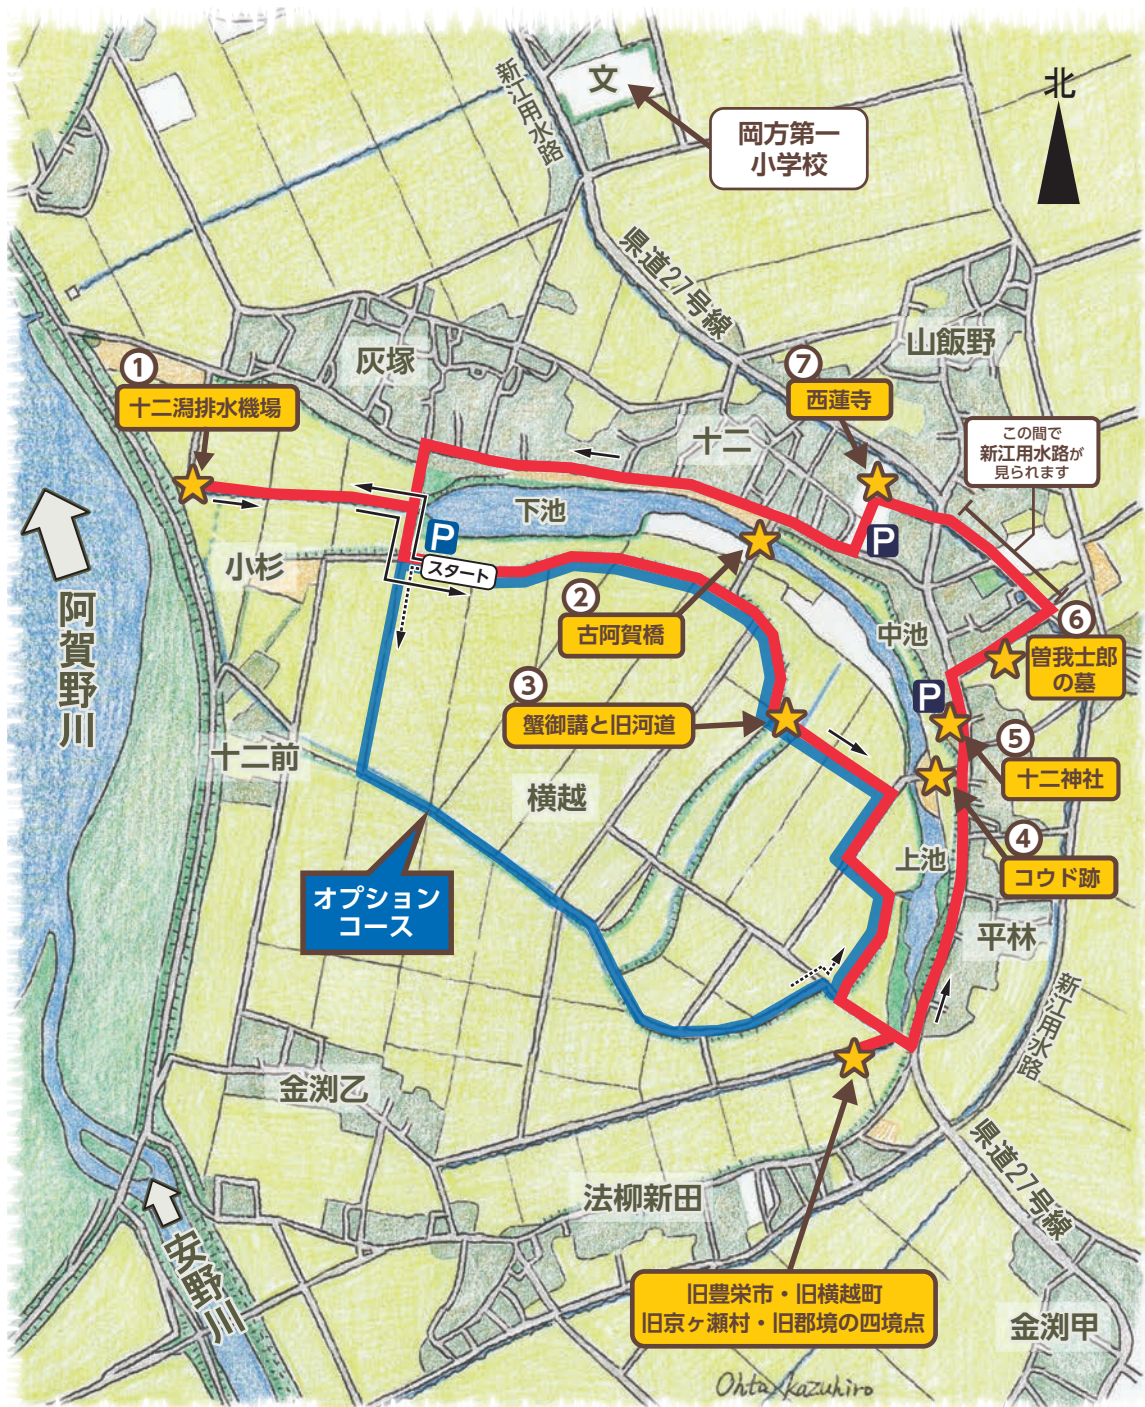 文
北
新江用水路
岡方第一
小学校
県道27号線
山飯野
灰塚
①
十二潟排水機場
⑦
西蓮寺
この間で
新江用水路が
見られます
十二
下池
P
P
スタート
小杉
②
古阿賀橋
中池
⑥
曽我士郎
の墓
阿賀野川
③
蟹御講と旧河道
P
⑤
十二神社
十二前
横越
④
コウド跡
上池
オプション
コース
平林
新江用水路
金渕乙
県道27号線
法柳新田
安野川
旧豊栄市・旧横越町
旧京ヶ瀬村・旧郡境の四境点
金渕甲
Ohta kazuhiro